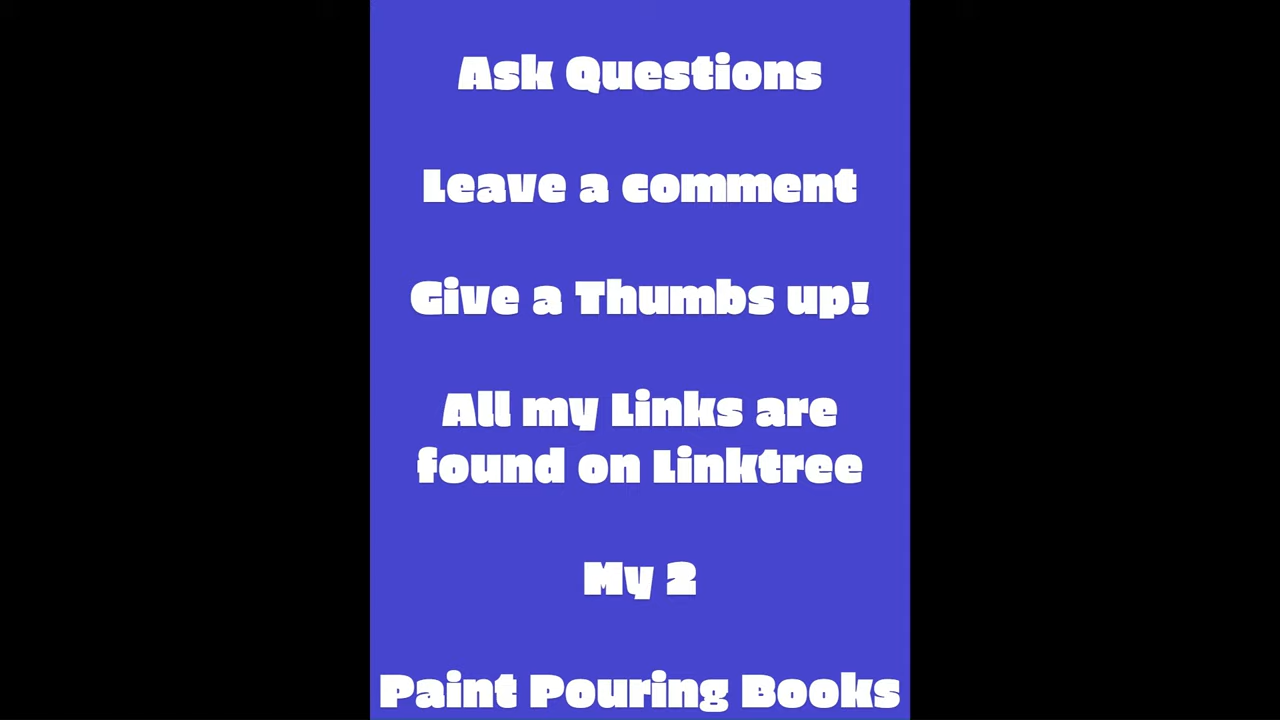 Ask Questions
Leave a comment
Give a Thumbs up!
All my Links are
found on Linktree
My 2
Paint Pouring Books